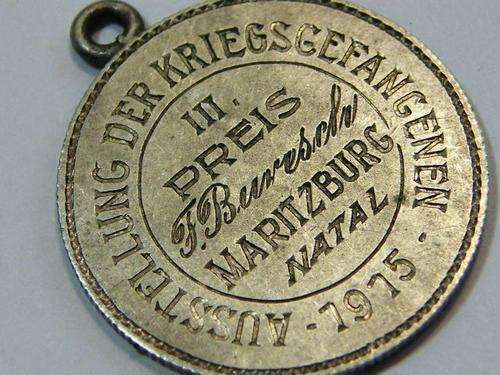 AUSSTELLUNG DER KRIEGSGEFANGENEN · 1915 ·
III.
PREIS
F. Buresch
MARITZBURG
NATAL